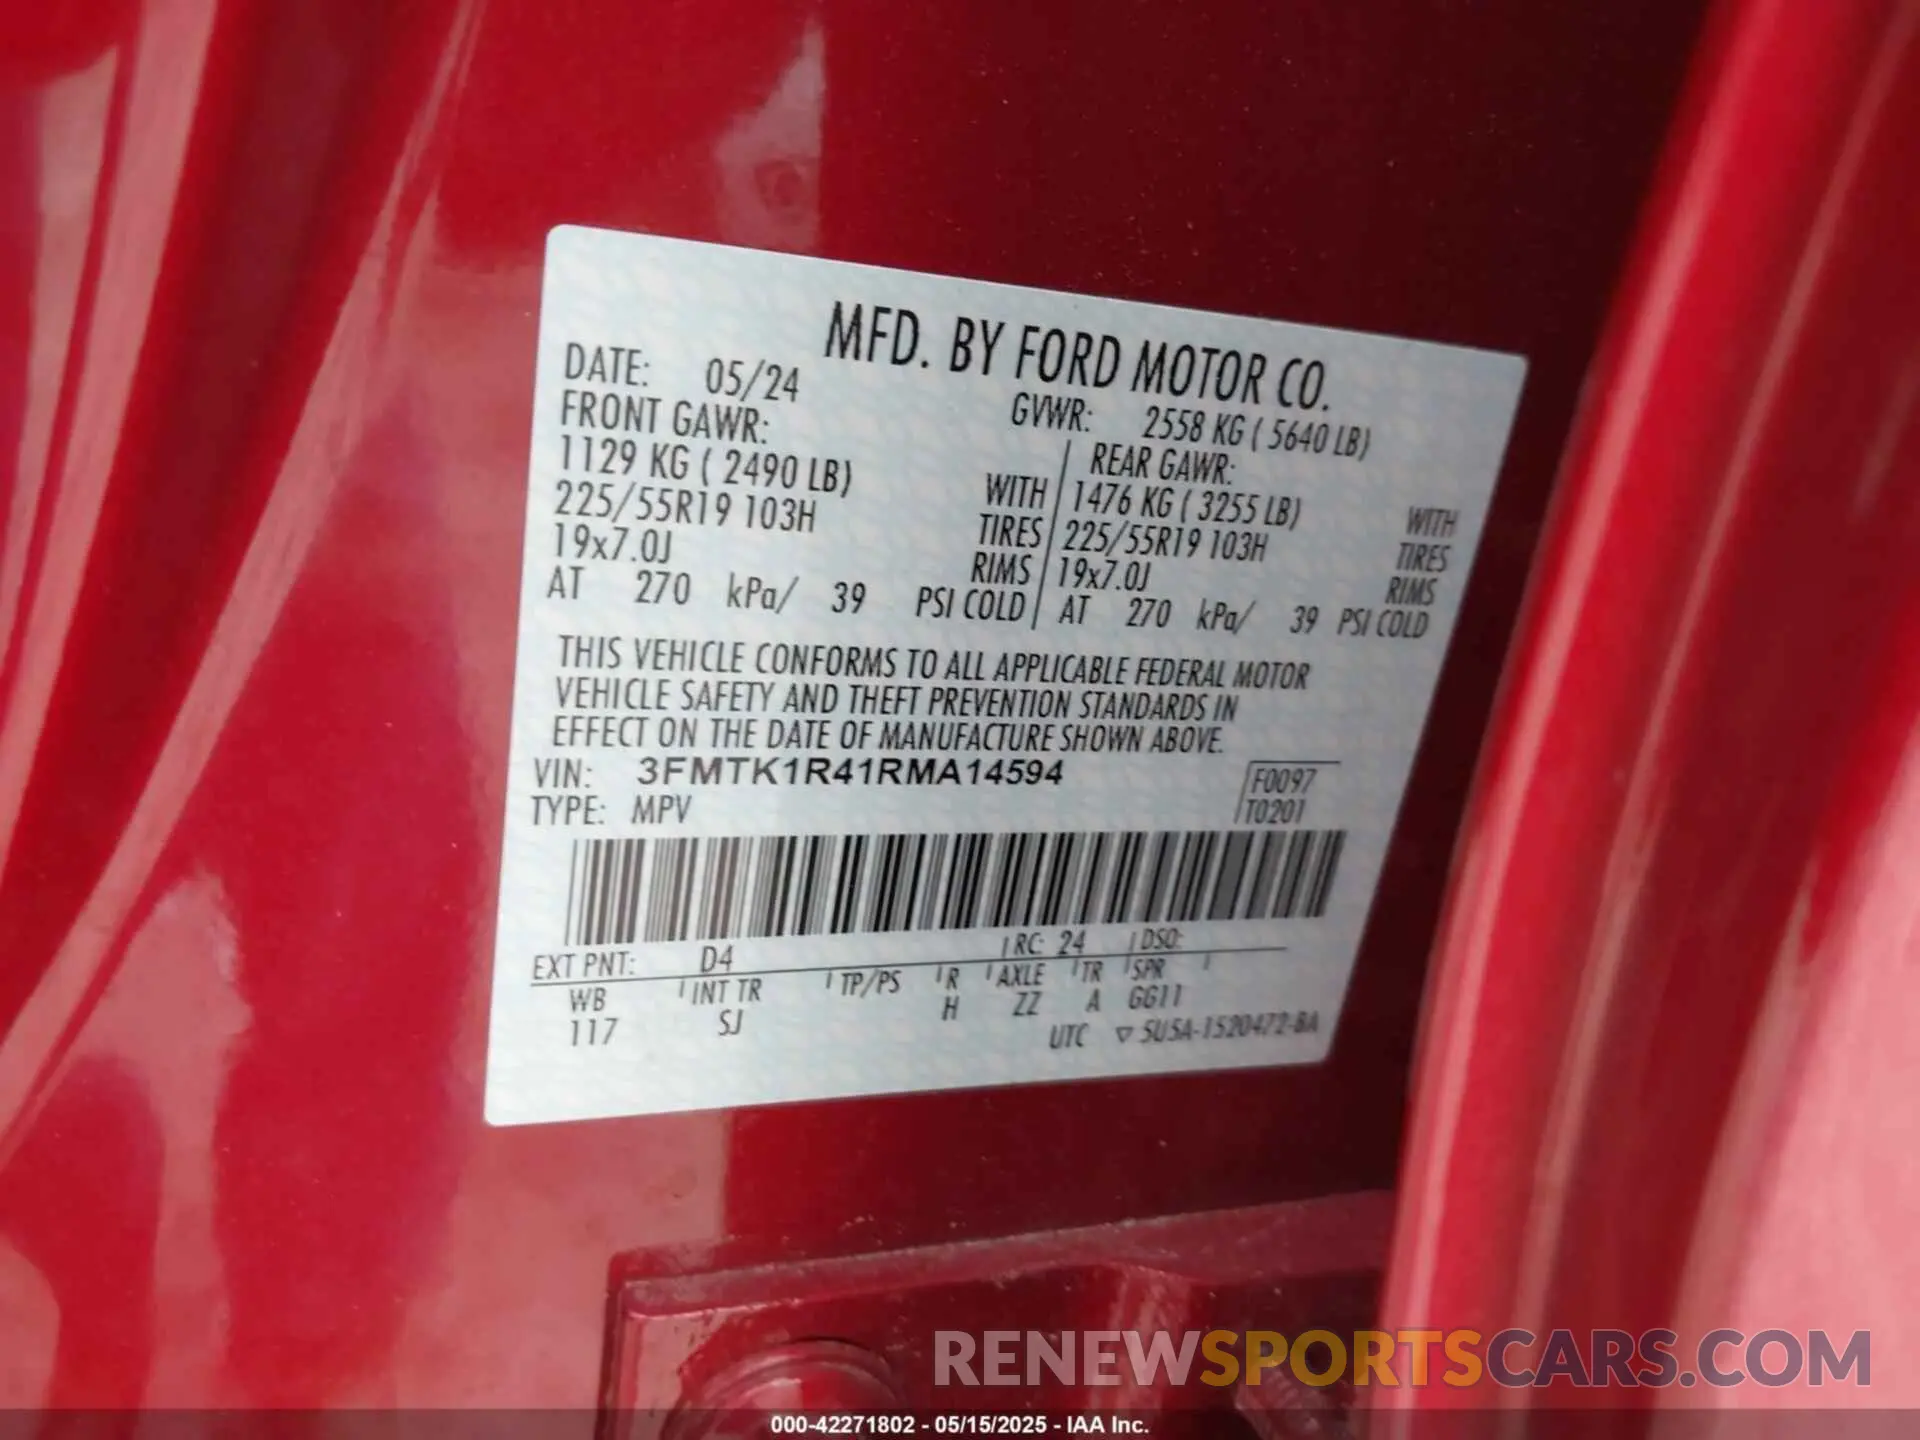 MFD. BY FORD MOTOR CO.
DATE: 05/24 GVWR: 2558 KG ( 5640 LB)
FRONT GAWR: REAR GAWR:
1129 KG ( 2490 LB) WITH 1476 KG ( 3255 LB) WITH
225/55R19 103H TIRES 225/55R19 103H TIRES
19x7.0J RIMS 19x7.0J RIMS
AT 270 kPa/ 39 PSI COLD AT 270 kPa/ 39 PSI COLD
THIS VEHICLE CONFORMS TO ALL APPLICABLE FEDERAL MOTOR
VEHICLE SAFETY AND THEFT PREVENTION STANDARDS IN
EFFECT ON THE DATE OF MANUFACTURE SHOWN ABOVE.
VIN: 3FMTK1R41RMA14594 F0097
TYPE: MPV T0201
EXT PNT: D4 RC: 24 DSO:
WB INT TR TP/PS R AXLE TR SPR
117 SJ H ZZ A GG11
UTC ▽ 5U5A-1520472-BA
RENEWSPORTSCARS.COM
000-42271802 - 05/15/2025 - IAA Inc.